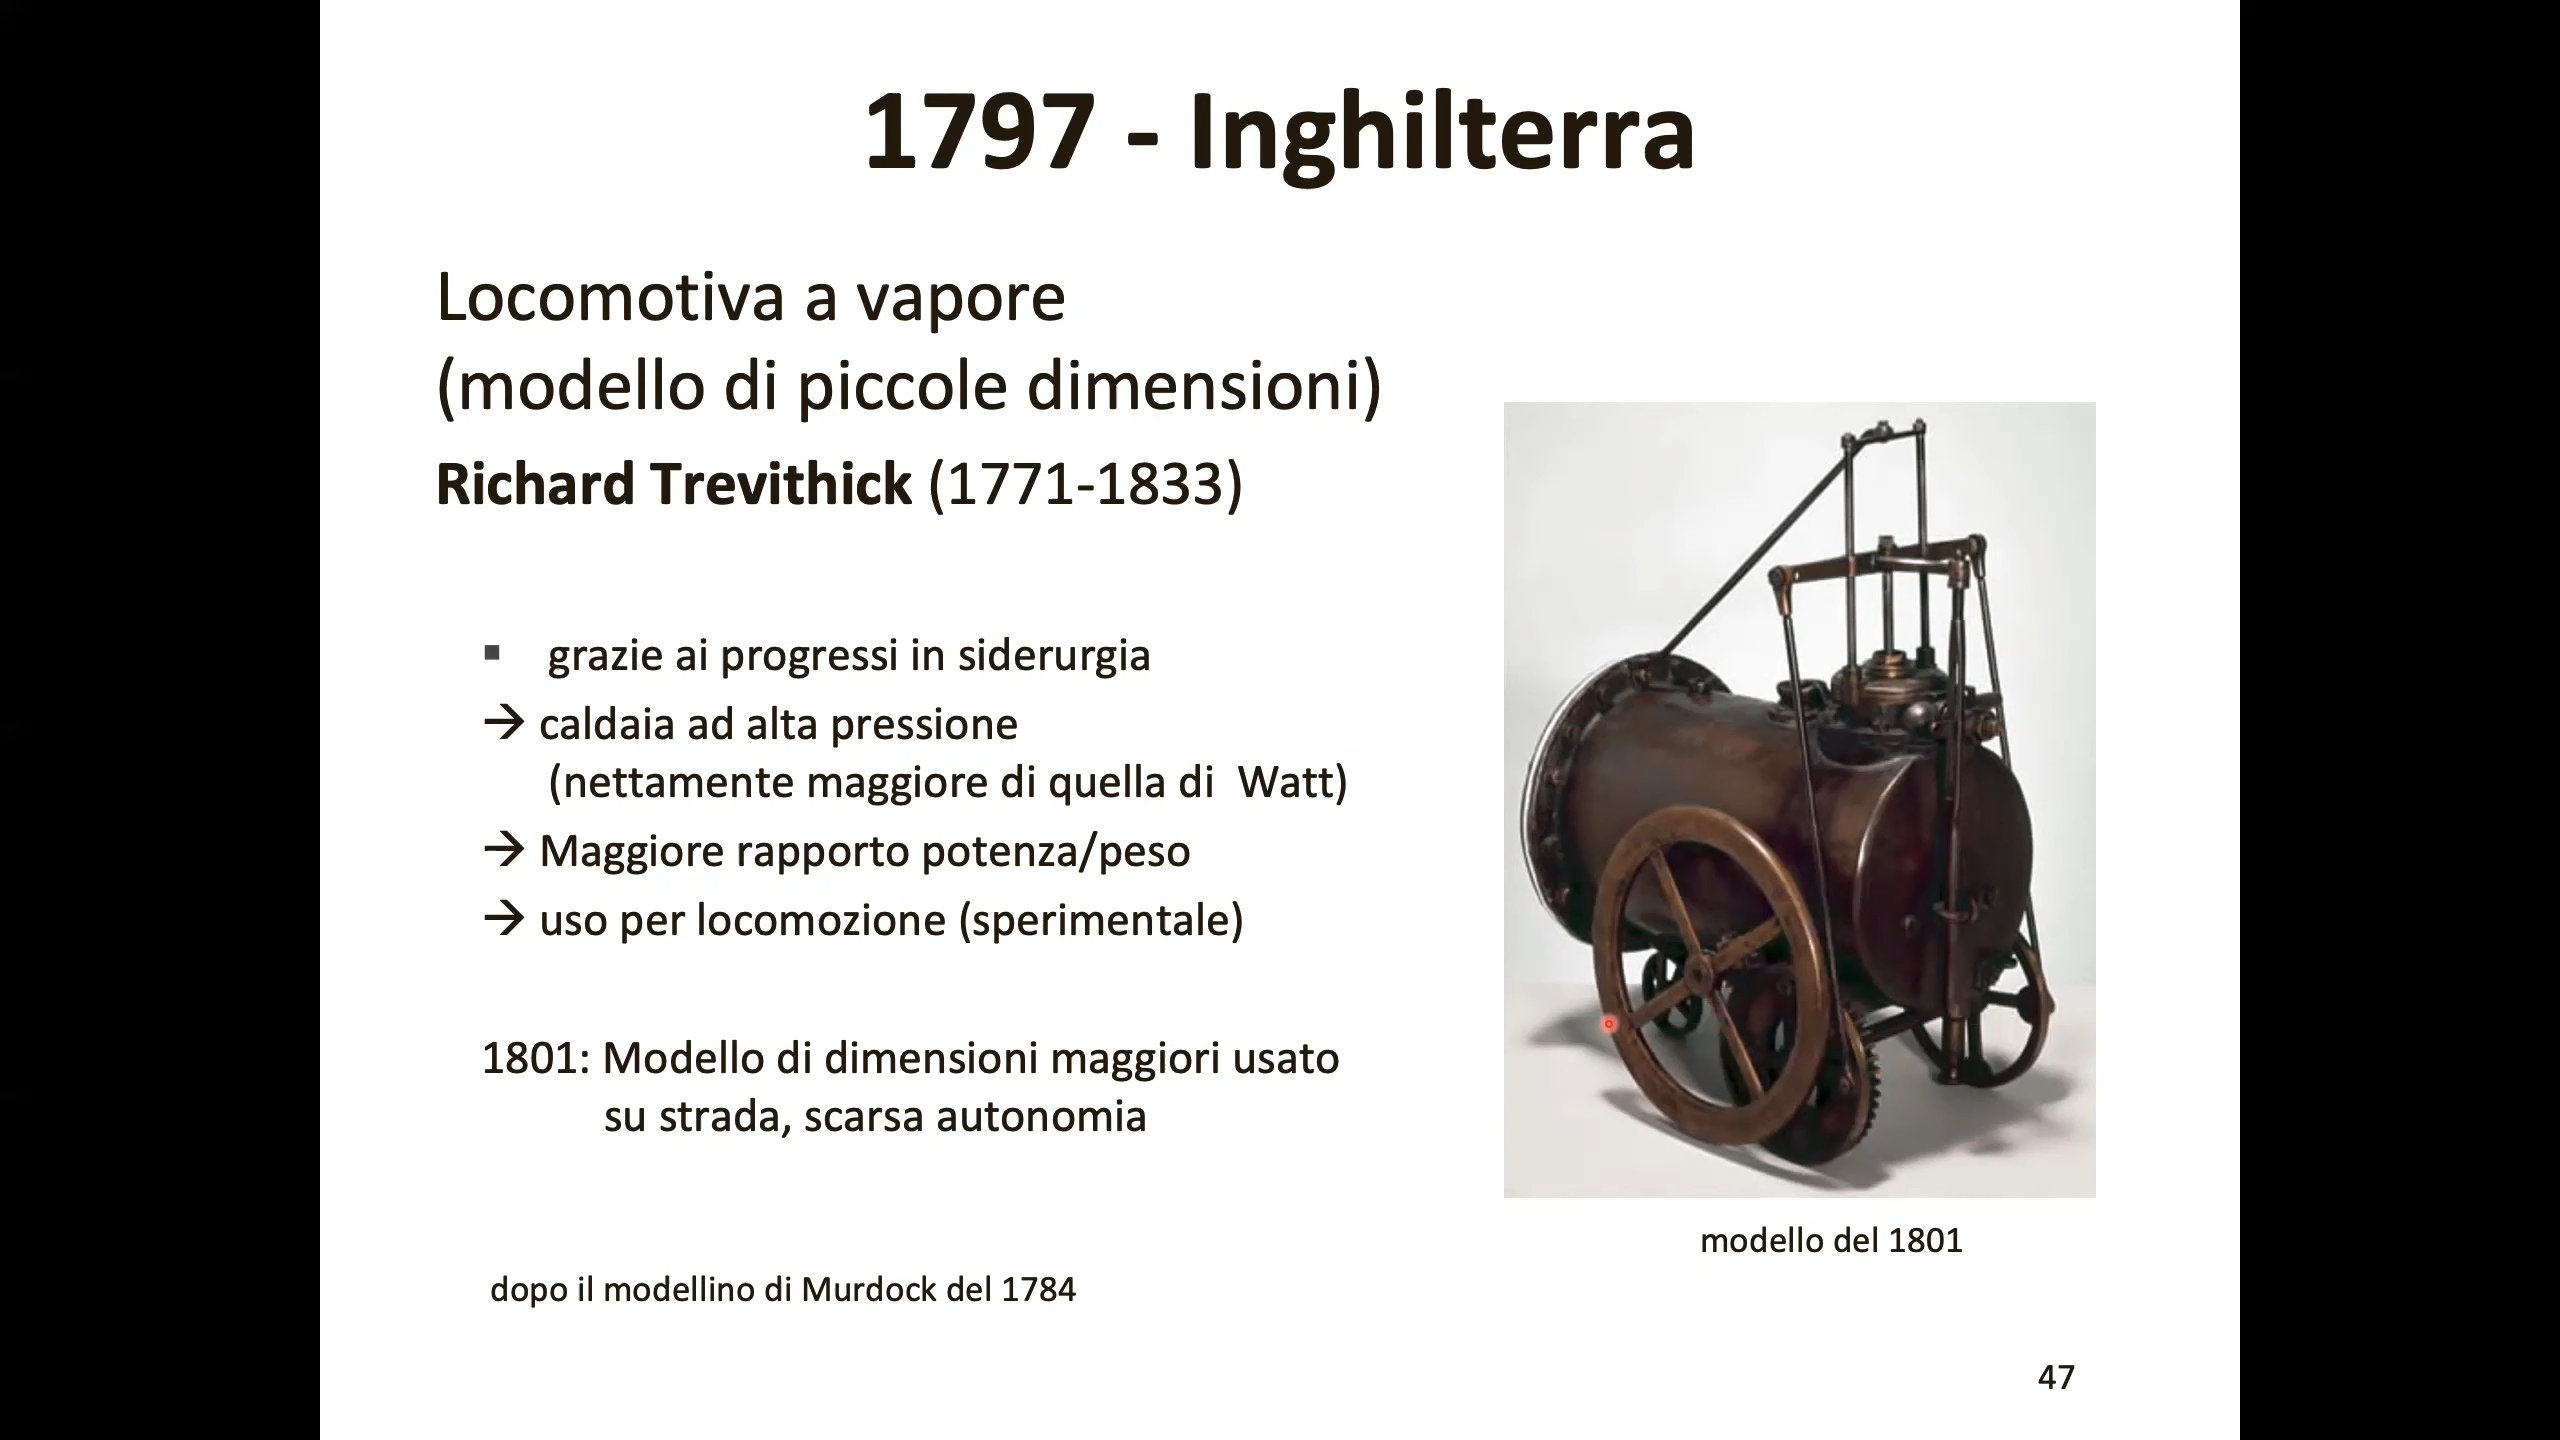 1797 - Inghilterra
Locomotiva a vapore
(modello di piccole dimensioni)
Richard Trevithick (1771-1833)
▪ grazie ai progressi in siderurgia
→ caldaia ad alta pressione
(nettamente maggiore di quella di Watt)
→ Maggiore rapporto potenza/peso
→ uso per locomozione (sperimentale)
1801: Modello di dimensioni maggiori usato
su strada, scarsa autonomia
modello del 1801
dopo il modellino di Murdock del 1784
47